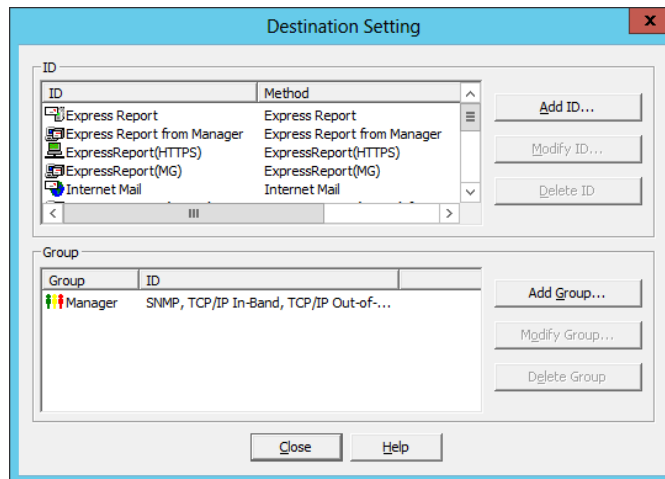 Destination Setting
x
ID
ID Method
Express Report Express Report
Express Report from Manager Express Report from Manager
ExpressReport(HTTPS) ExpressReport(HTTPS)
ExpressReport(MG) ExpressReport(MG)
Internet Mail Internet Mail
Add ID...
Modify ID...
Delete ID
Group
Group ID
Manager SNMP, TCP/IP In-Band, TCP/IP Out-of-...
Add Group...
Modify Group...
Delete Group
Close Help